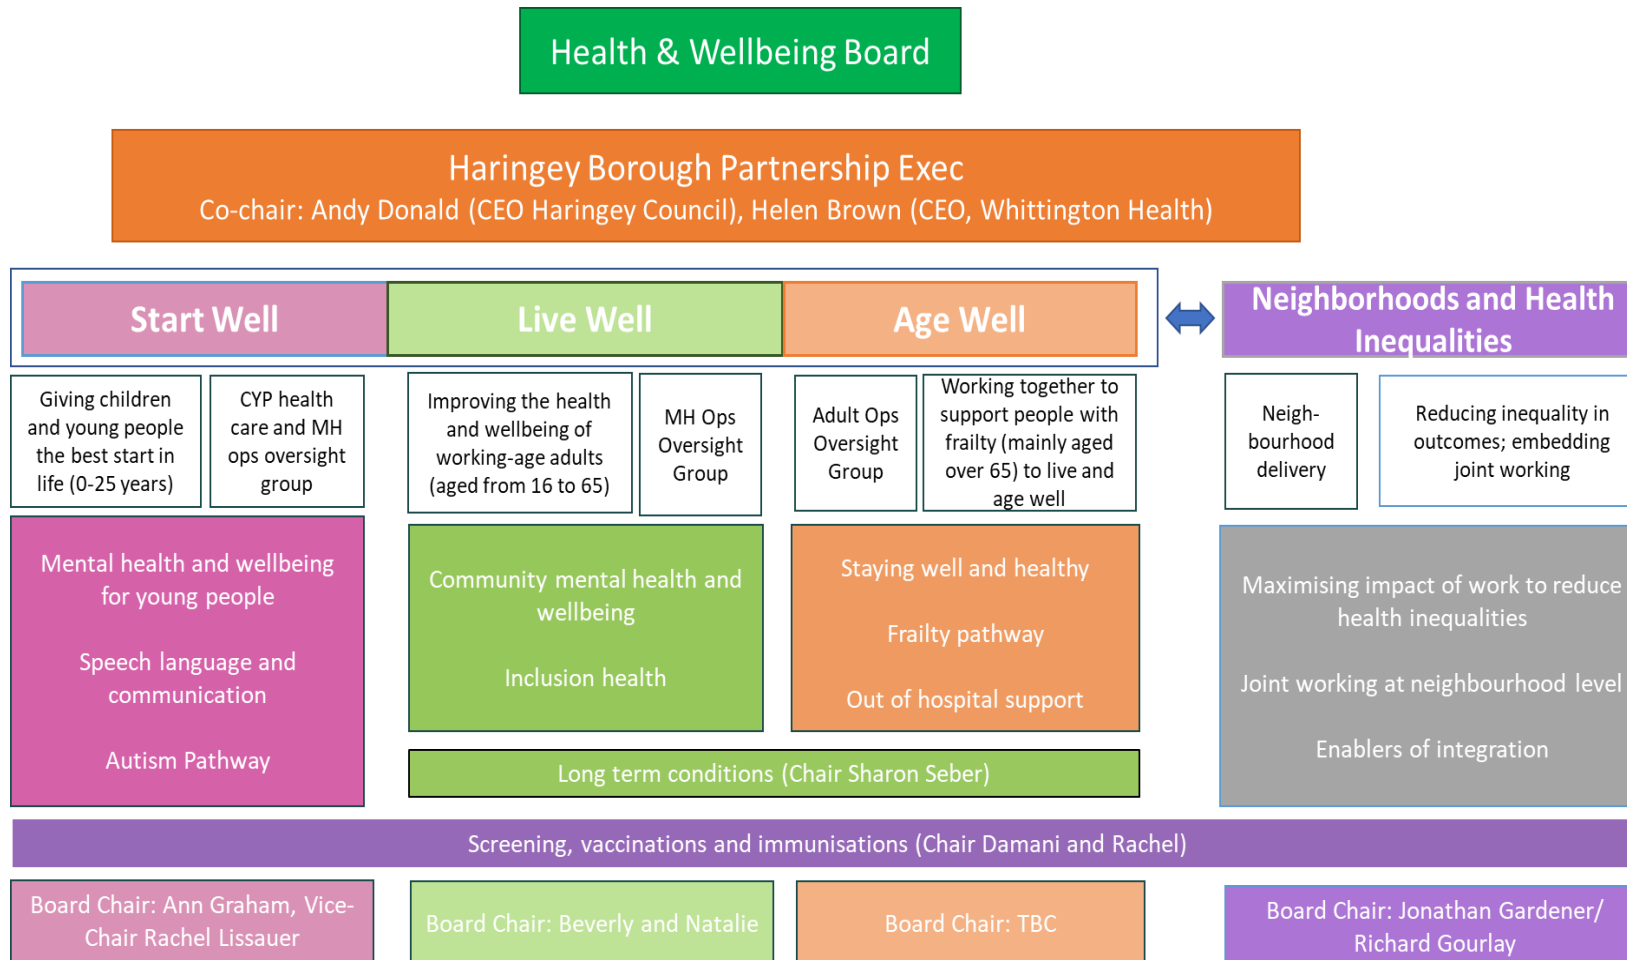 Health & Wellbeing Board
Haringey Borough Partnership Exec
Co-chair: Andy Donald (CEO Haringey Council), Helen Brown (CEO, Whittington Health)
Start Well
Live Well
Age Well
Neighborhoods and Health
Inequalities
Giving children
and young people
the best start in
life (0-25 years)
CYP health
care and MH
ops oversight
group
Improving the health
and wellbeing of
working-age adults
(aged from 16 to 65)
MH Ops
Oversight
Group
Adult Ops
Oversight
Group
Working together to
support people with
frailty (mainly aged
over 65) to live and
age well
Neigh-
bourhood
delivery
Reducing inequality in
outcomes; embedding
joint working
Mental health and wellbeing
for young people
Speech language and
communication
Autism Pathway
Community mental health and
wellbeing
Inclusion health
Staying well and healthy
Frailty pathway
Out of hospital support
Maximising impact of work to reduce
health inequalities
Joint working at neighbourhood level
Enablers of integration
Long term conditions (Chair Sharon Seber)
Screening, vaccinations and immunisations (Chair Damani and Rachel)
Board Chair: Ann Graham, Vice-
Chair Rachel Lissauer
Board Chair: Beverly and Natalie
Board Chair: TBC
Board Chair: Jonathan Gardener/
Richard Gourlay